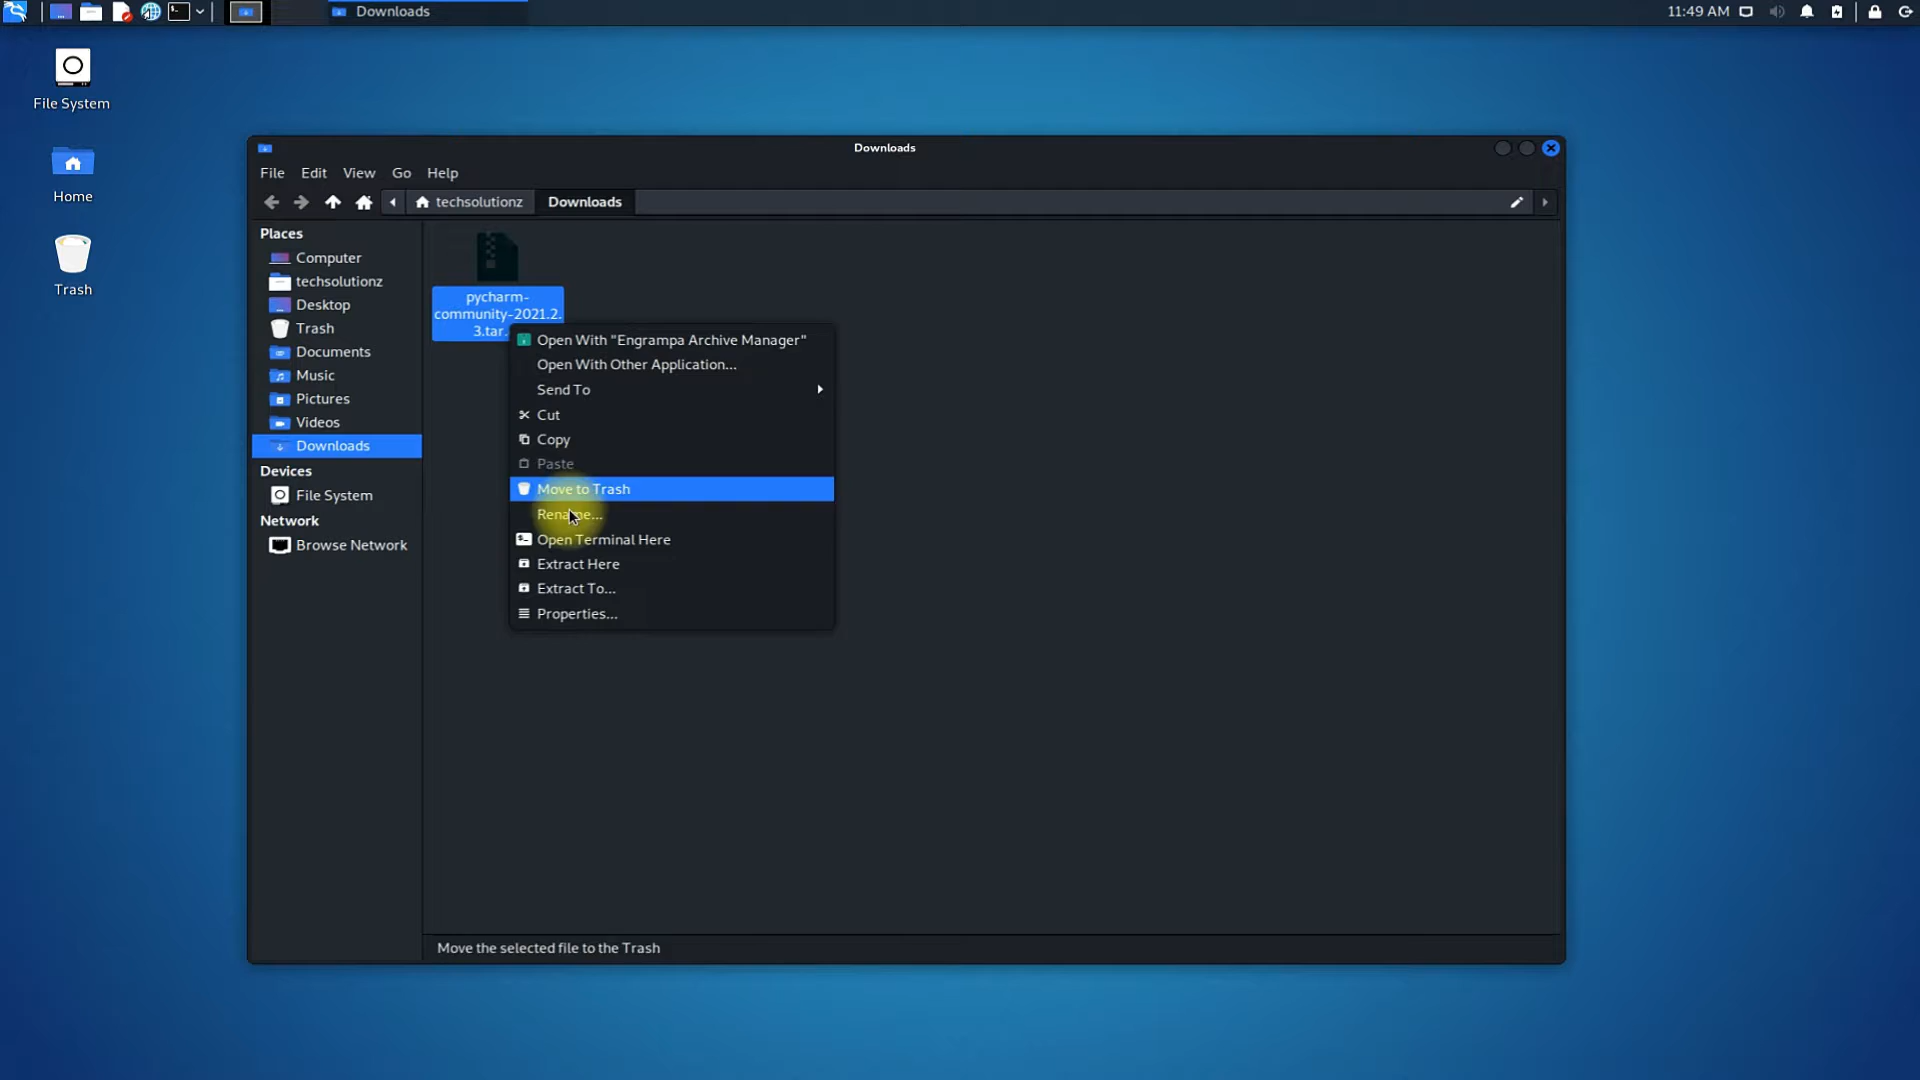 Downloads
11:49 AM
File System
Home
Trash
Downloads
File Edit View Go Help
techsolutionz Downloads
Places
Computer
techsolutionz
Desktop
Trash
Documents
Music
Pictures
Videos
Downloads
Devices
File System
Network
Browse Network
pycharm-
community-2021.2.
3.tar.
Open With "Engrampa Archive Manager"
Open With Other Application...
Send To
Cut
Copy
Paste
Move to Trash
Rename...
Open Terminal Here
Extract Here
Extract To...
Properties...
Move the selected file to the Trash